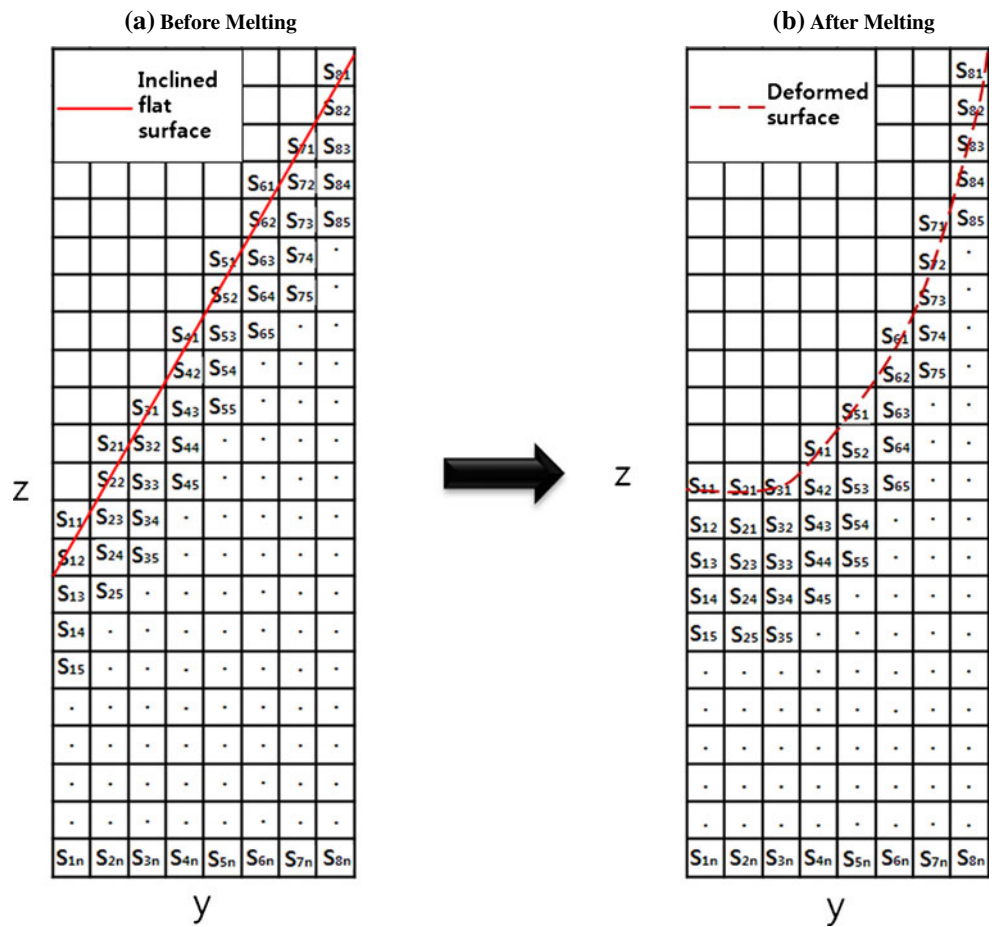 (a) Before Melting
Inclined
flat
surface
S81
S82
S71 S83
S61 S72 S84
S62 S73 S85
S51 S63 S74
S52 S64 S75
S41 S53 S65
S42 S54
S31 S43 S55
S21 S32 S44
S22 S33 S45
S11 S23 S34
S12 S24 S35
S13 S25
S14
S15
S1n S2n S3n S4n S5n S6n S7n S8n
z
y
(b) After Melting
Deformed
surface
S81
S82
S83
S84
S71 S85
S72
S73
S61 S74
S62 S75
S51 S63
S41 S52 S64
S11 S21 S31 S42 S53 S65
S12 S21 S32 S43 S54
S13 S23 S33 S44 S55
S14 S24 S34 S45
S15 S25 S35
S1n S2n S3n S4n S5n S6n S7n S8n
z
y